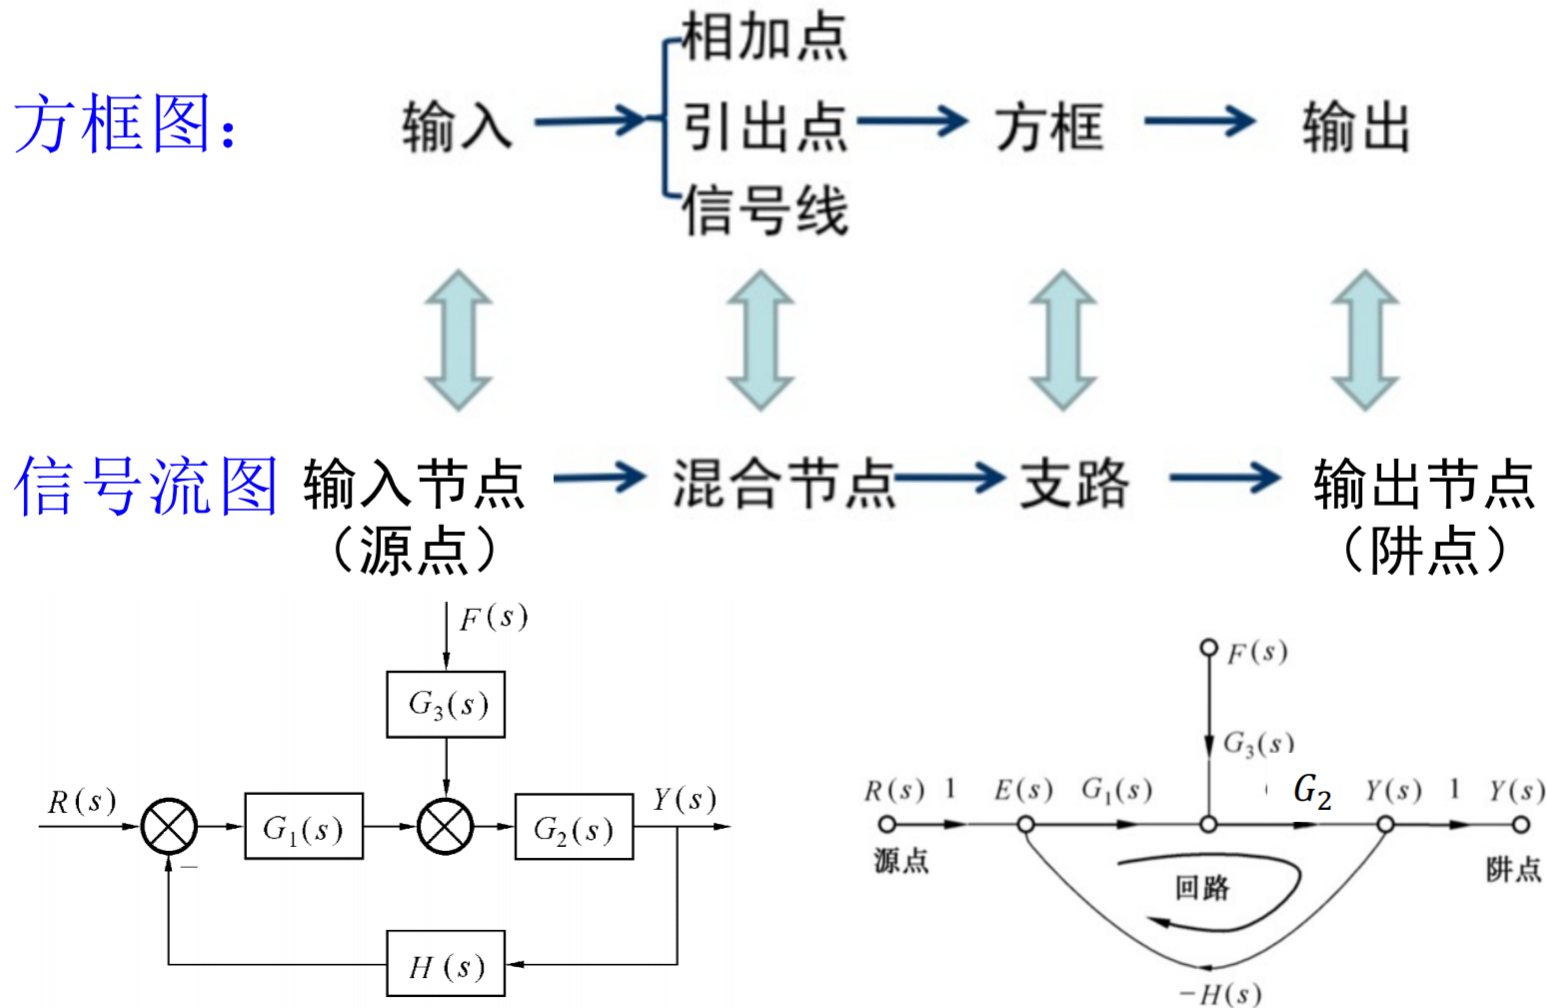 相加点
方框图： 输入 引出点 方框 输出
信号线
信号流图 输入节点 混合节点 支路 输出节点
（源点） （阱点）
F(s)
G₃(s)
R(s) G₁(s) G₂(s) Y(s)
−
H(s)
F(s)
G₃(s)
R(s) 1 E(s) G₁(s) G₂ Y(s) 1 Y(s)
源点 回路 阱点
−H(s)